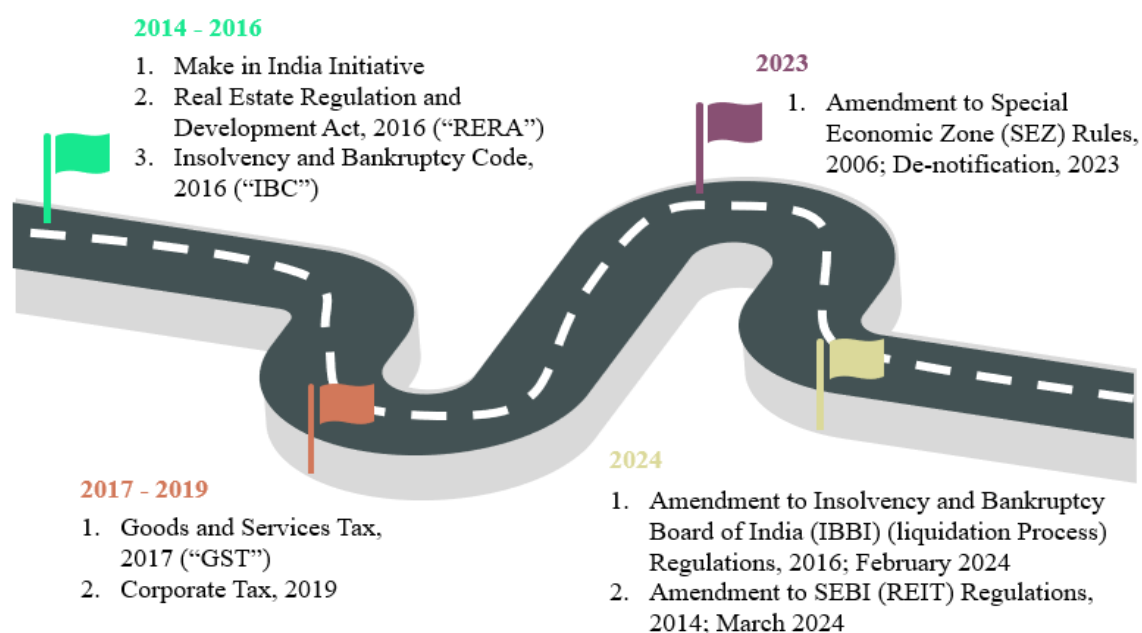 2014 - 2016
1. Make in India Initiative
2. Real Estate Regulation and
Development Act, 2016 (“RERA”)
3. Insolvency and Bankruptcy Code,
2016 (“IBC”)
2023
1. Amendment to Special
Economic Zone (SEZ) Rules,
2006; De-notification, 2023
2017 - 2019
1. Goods and Services Tax,
2017 (“GST”)
2. Corporate Tax, 2019
2024
1. Amendment to Insolvency and Bankruptcy
Board of India (IBBI) (liquidation Process)
Regulations, 2016; February 2024
2. Amendment to SEBI (REIT) Regulations,
2014; March 2024